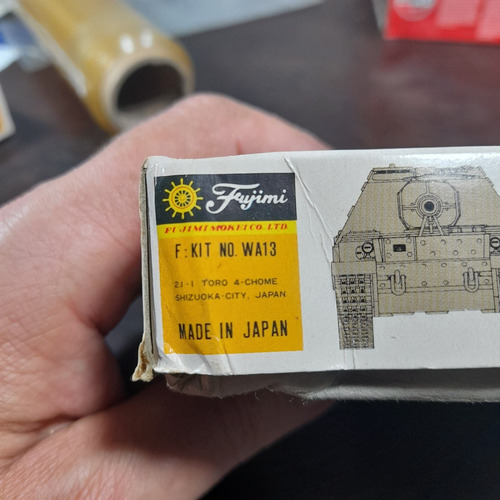 Fujimi
FUJIMI MOKEI CO. LTD.
F: KIT NO. WA13
21-1 TORO 4-CHOME
SHIZUOKA-CITY, JAPAN
MADE IN JAPAN